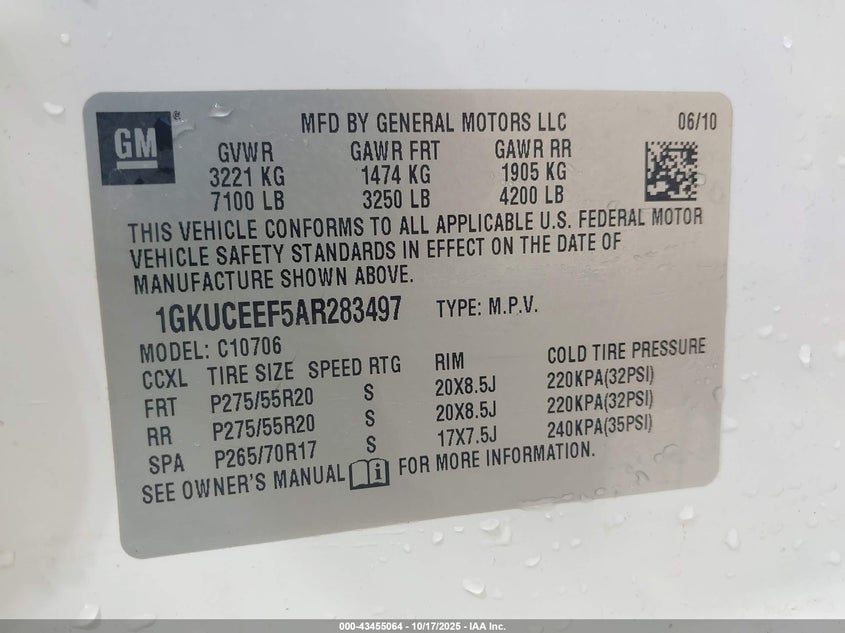 GM®
MFD BY GENERAL MOTORS LLC 06/10
GVWR GAWR FRT GAWR RR
3221 KG 1474 KG 1905 KG
7100 LB 3250 LB 4200 LB
THIS VEHICLE CONFORMS TO ALL APPLICABLE U.S. FEDERAL MOTOR
VEHICLE SAFETY STANDARDS IN EFFECT ON THE DATE OF
MANUFACTURE SHOWN ABOVE.
1GKUCEEF5AR283497 TYPE: M.P.V.
MODEL: C10706
CCXL TIRE SIZE SPEED RTG RIM COLD TIRE PRESSURE
FRT P275/55R20 S 20X8.5J 220KPA(32PSI)
RR P275/55R20 S 20X8.5J 220KPA(32PSI)
SPA P265/70R17 S 17X7.5J 240KPA(35PSI)
SEE OWNER'S MANUAL i FOR MORE INFORMATION.
000-43455064 - 10/17/2025 - IAA Inc.